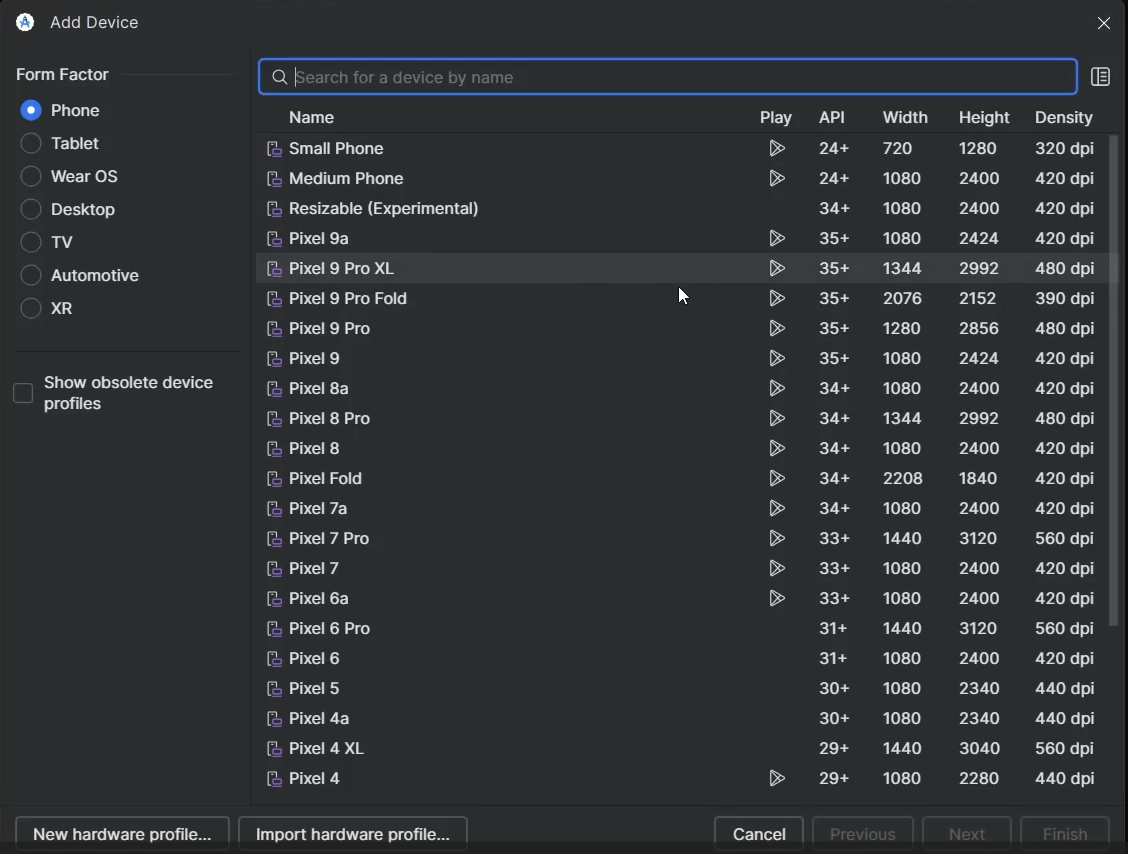 Add Device
Form Factor
Phone
Tablet
Wear OS
Desktop
TV
Automotive
XR
Show obsolete device
profiles
Search for a device by name
Name Play API Width Height Density
Small Phone 24+ 720 1280 320 dpi
Medium Phone 24+ 1080 2400 420 dpi
Resizable (Experimental) 34+ 1080 2400 420 dpi
Pixel 9a 35+ 1080 2424 420 dpi
Pixel 9 Pro XL 35+ 1344 2992 480 dpi
Pixel 9 Pro Fold 35+ 2076 2152 390 dpi
Pixel 9 Pro 35+ 1280 2856 480 dpi
Pixel 9 35+ 1080 2424 420 dpi
Pixel 8a 34+ 1080 2400 420 dpi
Pixel 8 Pro 34+ 1344 2992 480 dpi
Pixel 8 34+ 1080 2400 420 dpi
Pixel Fold 34+ 2208 1840 420 dpi
Pixel 7a 34+ 1080 2400 420 dpi
Pixel 7 Pro 33+ 1440 3120 560 dpi
Pixel 7 33+ 1080 2400 420 dpi
Pixel 6a 33+ 1080 2400 420 dpi
Pixel 6 Pro 31+ 1440 3120 560 dpi
Pixel 6 31+ 1080 2400 420 dpi
Pixel 5 30+ 1080 2340 440 dpi
Pixel 4a 30+ 1080 2340 440 dpi
Pixel 4 XL 29+ 1440 3040 560 dpi
Pixel 4 29+ 1080 2280 440 dpi
New hardware profile... Import hardware profile... Cancel Previous Next Finish